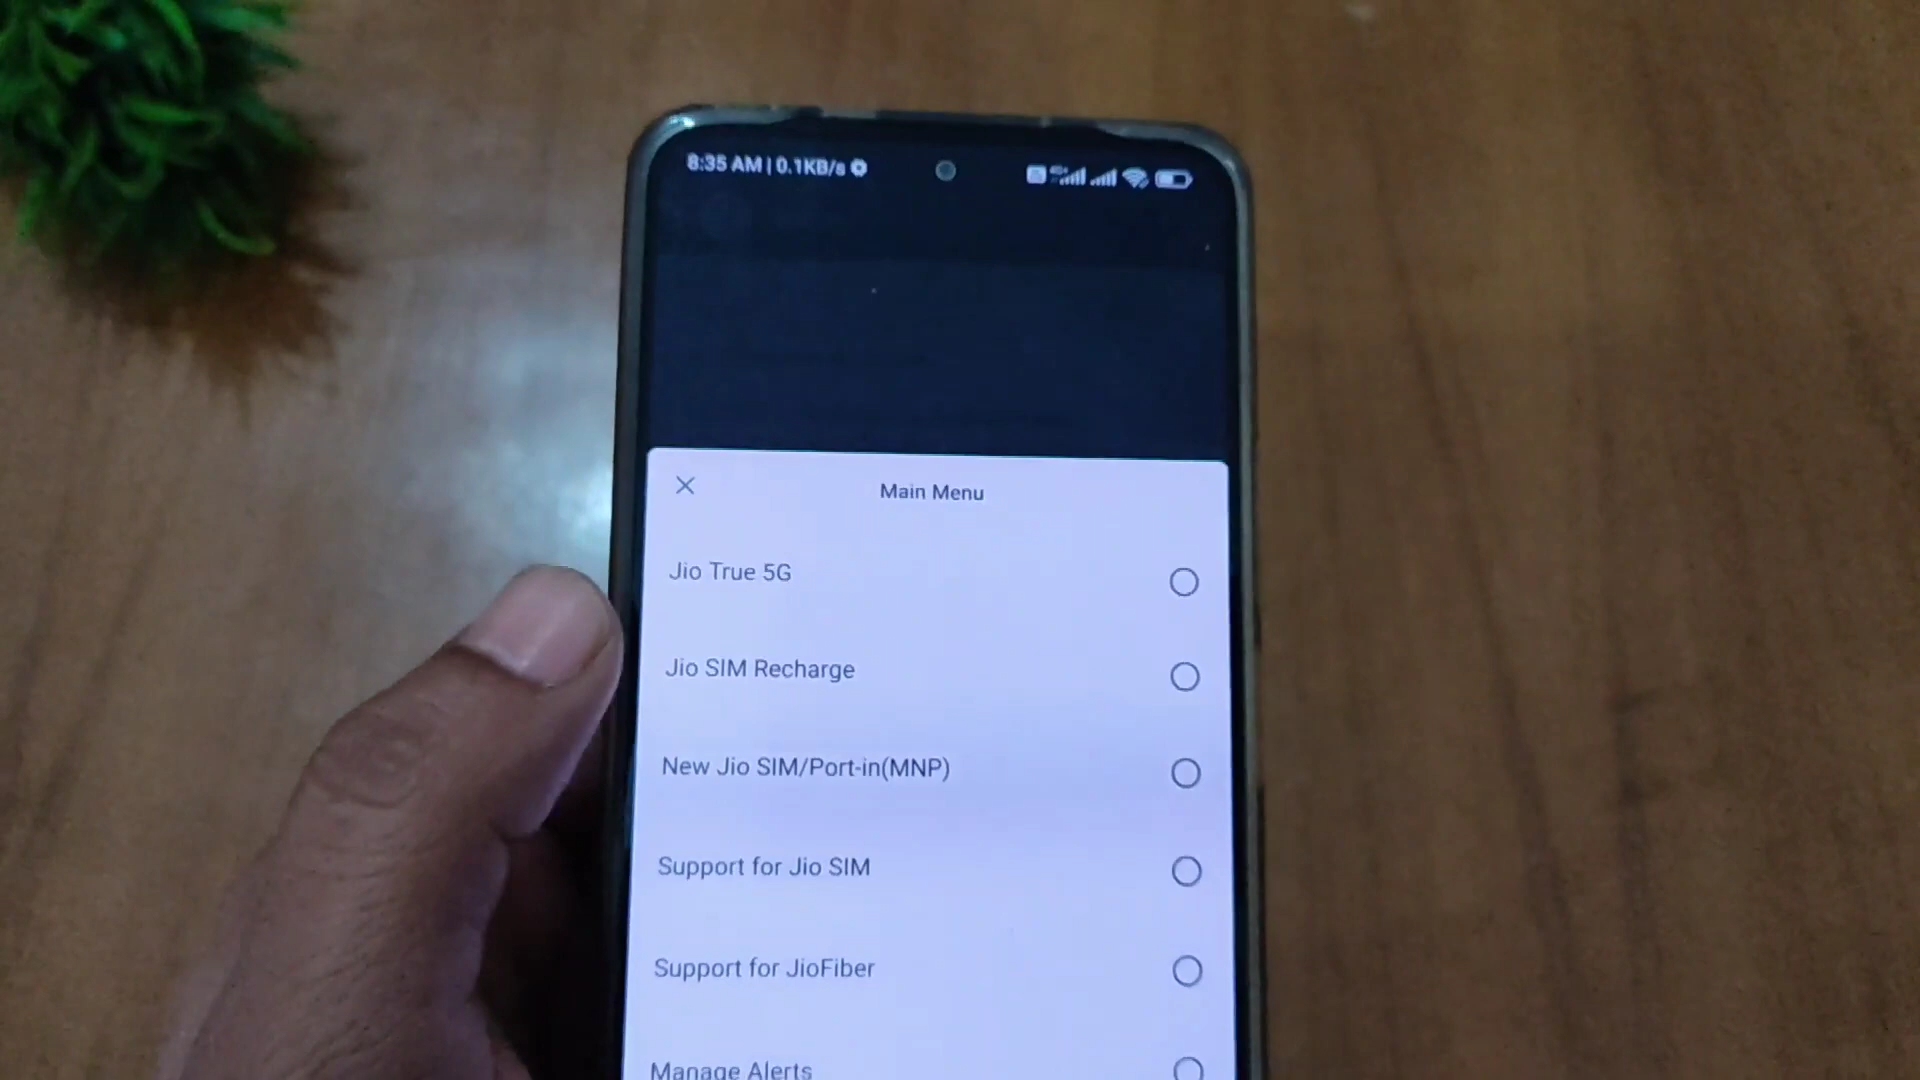 8:35 AM | 0.1KB/s
Main Menu
Jio True 5G
Jio SIM Recharge
New Jio SIM/Port-in(MNP)
Support for Jio SIM
Support for JioFiber
Manage Alerts